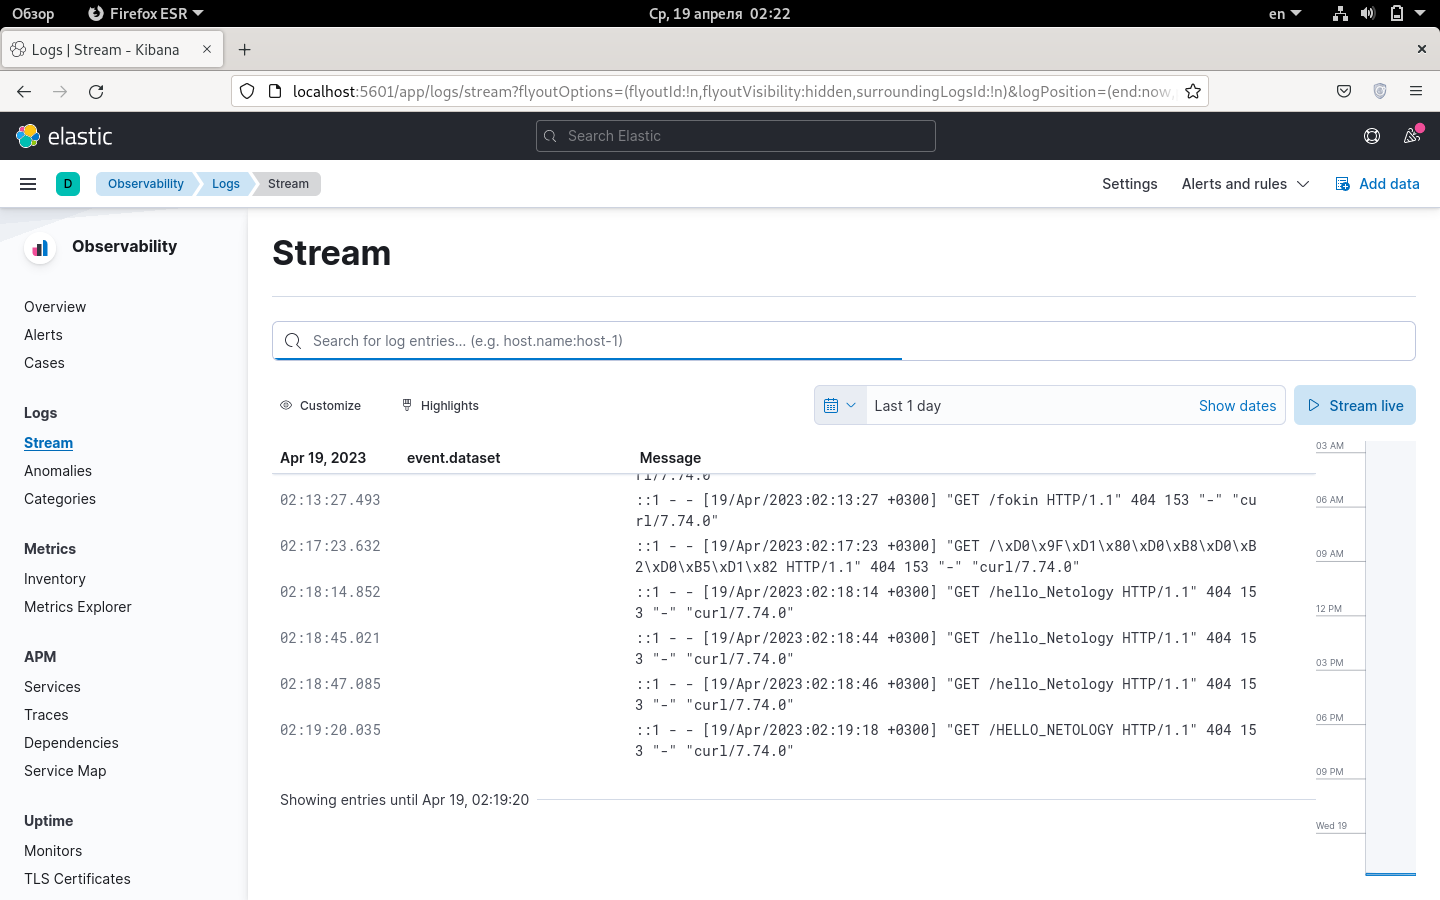 Обзор
Firefox ESR
Ср, 19 апреля 02:22
en
Logs | Stream - Kibana
localhost:5601/app/logs/stream?flyoutOptions=(flyoutId:!n,flyoutVisibility:hidden,surroundingLogsId:!n)&logPosition=(end:now,
elastic
Search Elastic
D
Observability
Logs
Stream
Settings
Alerts and rules
Add data
Observability
Overview
Alerts
Cases
Logs
Stream
Anomalies
Categories
Metrics
Inventory
Metrics Explorer
APM
Services
Traces
Dependencies
Service Map
Uptime
Monitors
TLS Certificates
Stream
Search for log entries... (e.g. host.name:host-1)
Customize
Highlights
Last 1 day
Show dates
Stream live
Apr 19, 2023 event.dataset Message
rl/7.74.0"
02:13:27.493 ::1 - - [19/Apr/2023:02:13:27 +0300] "GET /fokin HTTP/1.1" 404 153 "-" "cu
rl/7.74.0"
02:17:23.632 ::1 - - [19/Apr/2023:02:17:23 +0300] "GET /\xD0\x9F\xD1\x80\xD0\xB8\xD0\xB
2\xD0\xB5\xD1\x82 HTTP/1.1" 404 153 "-" "curl/7.74.0"
02:18:14.852 ::1 - - [19/Apr/2023:02:18:14 +0300] "GET /hello_Netology HTTP/1.1" 404 15
3 "-" "curl/7.74.0"
02:18:45.021 ::1 - - [19/Apr/2023:02:18:44 +0300] "GET /hello_Netology HTTP/1.1" 404 15
3 "-" "curl/7.74.0"
02:18:47.085 ::1 - - [19/Apr/2023:02:18:46 +0300] "GET /hello_Netology HTTP/1.1" 404 15
3 "-" "curl/7.74.0"
02:19:20.035 ::1 - - [19/Apr/2023:02:19:18 +0300] "GET /HELLO_NETOLOGY HTTP/1.1" 404 15
3 "-" "curl/7.74.0"
Showing entries until Apr 19, 02:19:20
03 AM
06 AM
09 AM
12 PM
03 PM
06 PM
09 PM
Wed 19